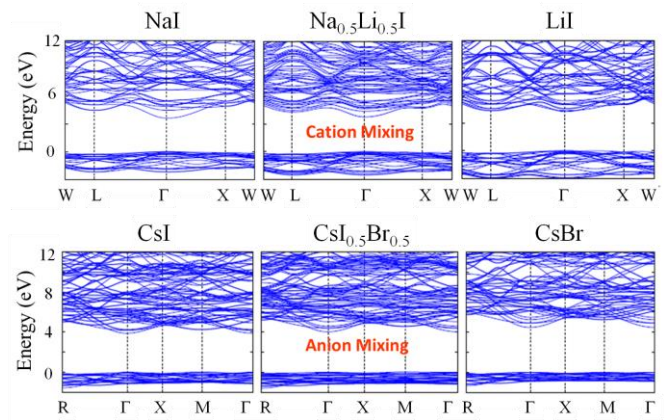 NaI Na0.5Li0.5I LiI
12
6
0
Energy (eV)
Cation Mixing
W L Γ X W W L Γ X W W L Γ X W
CsI CsI0.5Br0.5 CsBr
12
8
4
0
Energy (eV)
Anion Mixing
R Γ X M Γ R Γ X M Γ R Γ X M Γ